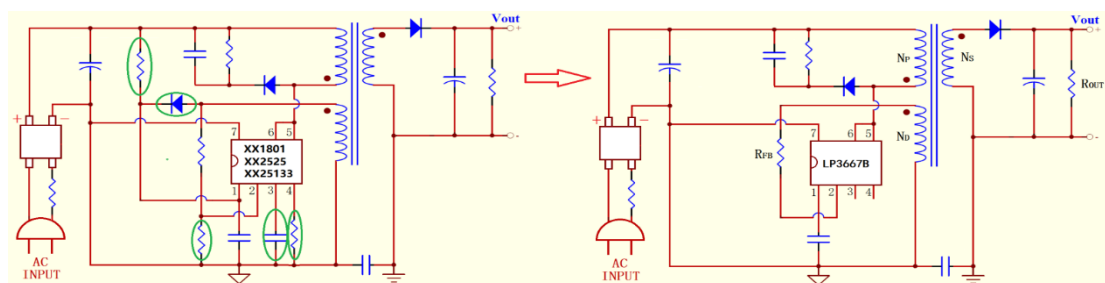 Vout
+
-
+
-
7
6
5
XX1801
XX2525
XX25133
1
2
3
4
AC
INPUT
Vout
+
-
+
-
NP
NS
ROUT
ND
RFB
7
6
5
LP3667B
1
2
3
4
AC
INPUT